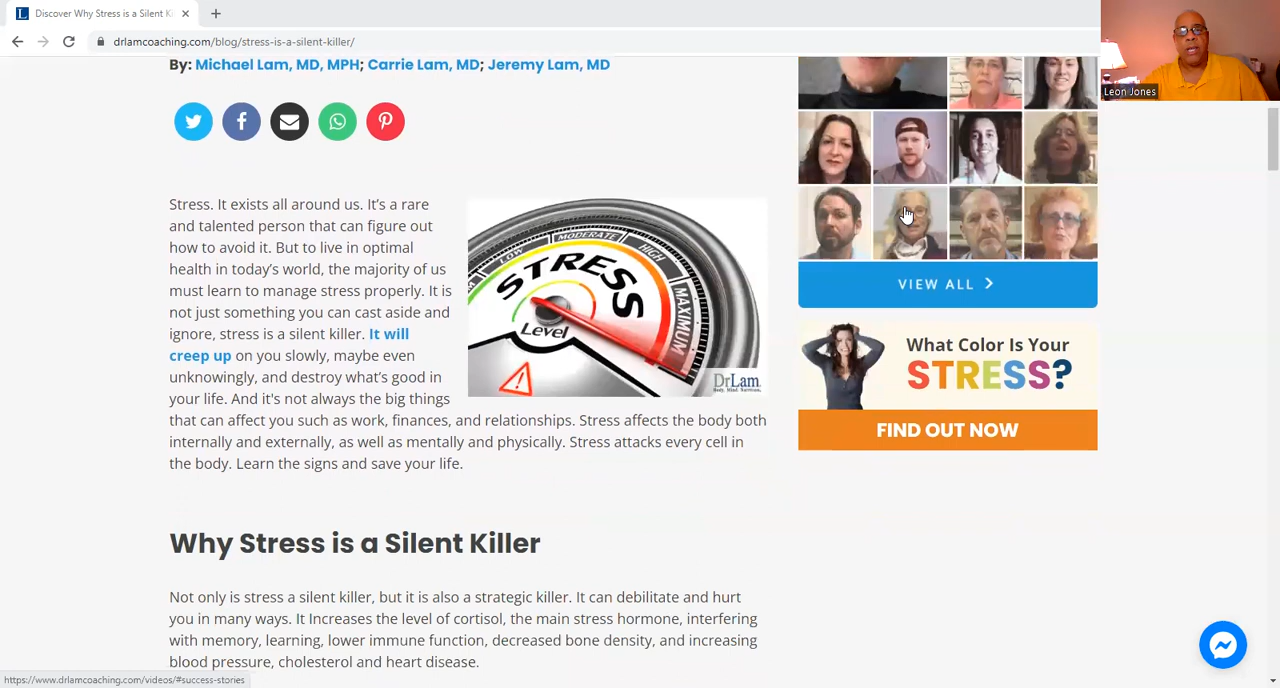 Discover Why Stress is a Silent Ki
drlamcoaching.com/blog/stress-is-a-silent-killer/
Leon Jones
By: Michael Lam, MD, MPH; Carrie Lam, MD; Jeremy Lam, MD
Stress. It exists all around us. It’s a rare
and talented person that can figure out
how to avoid it. But to live in optimal
health in today’s world, the majority of us
must learn to manage stress properly. It is
not just something you can cast aside and
ignore, stress is a silent killer. It will
creep up on you slowly, maybe even
unknowingly, and destroy what’s good in
your life. And it's not always the big things
that can affect you such as work, finances, and relationships. Stress affects the body both
internally and externally, as well as mentally and physically. Stress attacks every cell in
the body. Learn the signs and save your life.
LOW MODERATE HIGH MAXIMUM
STRESS
Level
DrLam
Body. Mind. Nutrition.
VIEW ALL
What Color Is Your
STRESS?
FIND OUT NOW
Why Stress is a Silent Killer
Not only is stress a silent killer, but it is also a strategic killer. It can debilitate and hurt
you in many ways. It Increases the level of cortisol, the main stress hormone, interfering
with memory, learning, lower immune function, decreased bone density, and increasing
blood pressure, cholesterol and heart disease.
https://www.drlamcoaching.com/videos/#success-stories